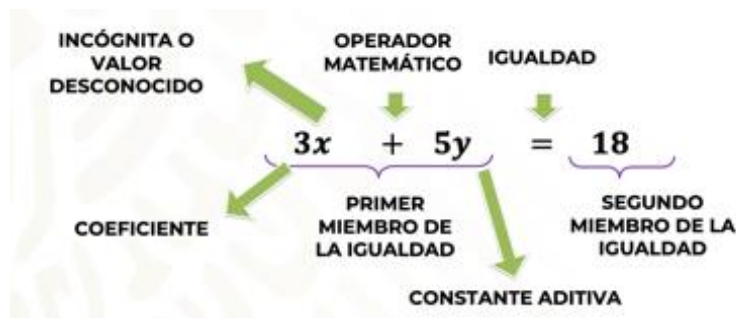 INCÓGNITA O
VALOR
DESCONOCIDO
OPERADOR
MATEMÁTICO
IGUALDAD
3x + 5y = 18
COEFICIENTE
PRIMER
MIEMBRO DE
LA IGUALDAD
SEGUNDO
MIEMBRO DE LA
IGUALDAD
CONSTANTE ADITIVA